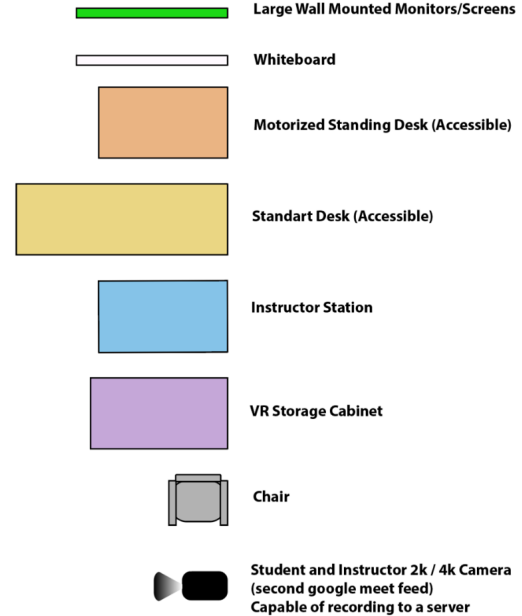 Large Wall Mounted Monitors/Screens
Whiteboard
Motorized Standing Desk (Accessible)
Standart Desk (Accessible)
Instructor Station
VR Storage Cabinet
Chair
Student and Instructor 2k / 4k Camera
(second google meet feed)
Capable of recording to a server